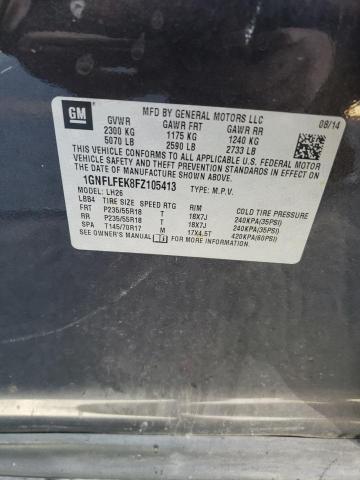 GM
MFD BY GENERAL MOTORS LLC 08/14
GVWR GAWR FRT GAWR RR
2300 KG 1175 KG 1240 KG
5070 LB 2590 LB 2733 LB
THIS VEHICLE CONFORMS TO ALL APPLICABLE U.S. FEDERAL MOTOR
VEHICLE SAFETY AND THEFT PREVENTION STANDARDS IN EFFECT ON
THE DATE OF MANUFACTURE SHOWN ABOVE.
1GNFLFEK8FZ105413 TYPE: M.P.V.
MODEL: LH26
LBB4 TIRE SIZE SPEED RTG RIM COLD TIRE PRESSURE
FRT P235/55R18 T 18X7J 240KPA(35PSI)
RR P235/55R18 T 18X7J 240KPA(35PSI)
SPA T145/70R17 M 17X4.5T 420KPA(60PSI)
SEE OWNER'S MANUAL FOR MORE INFORMATION.